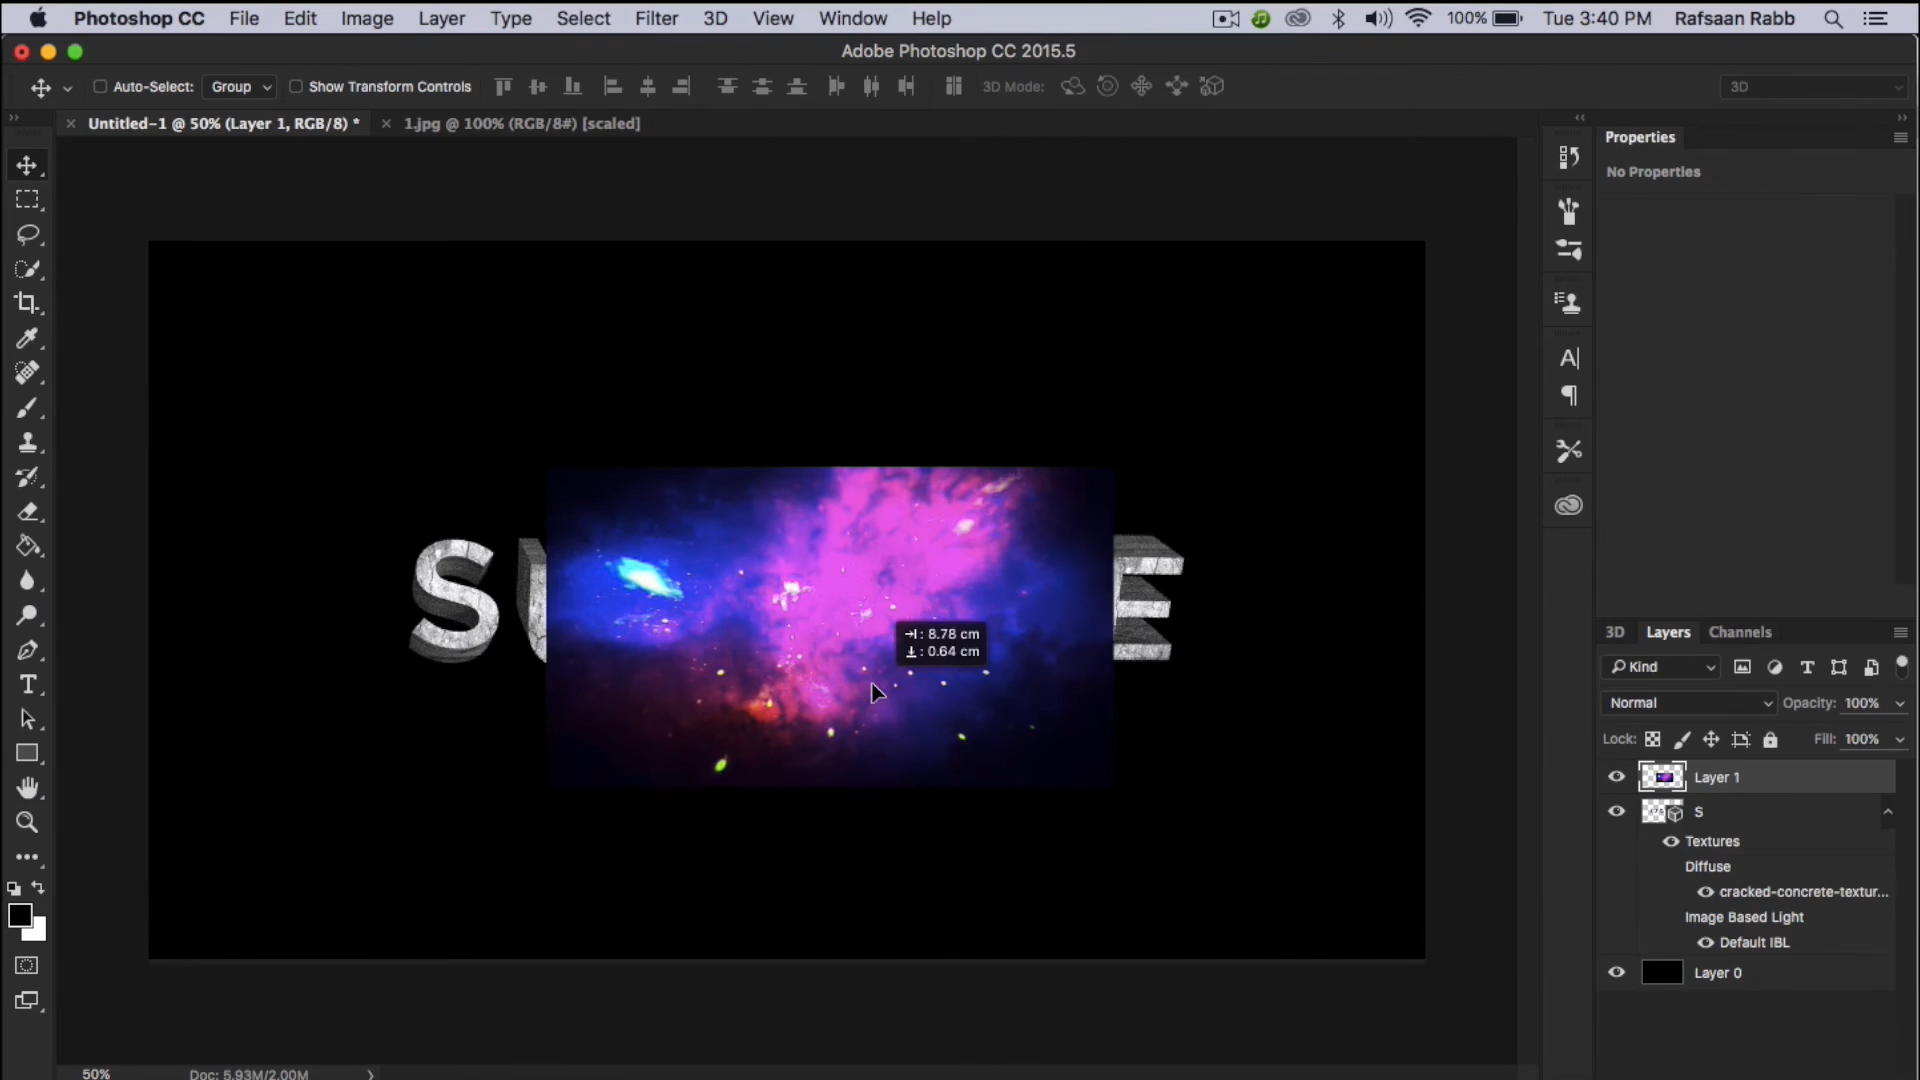 Photoshop CC File Edit Image Layer Type Select Filter 3D View Window Help 100% Tue 3:40 PM Rafsaan Rabb
Adobe Photoshop CC 2015.5
Auto-Select: Group Show Transform Controls 3D Mode: 3D
Untitled-1 @ 50% (Layer 1, RGB/8) * 1.jpg @ 100% (RGB/8#) [scaled]
Properties
No Properties
S E
: 8.78 cm
: 0.64 cm
3D Layers Channels
Kind
Normal Opacity: 100%
Lock: Fill: 100%
Layer 1
S
Textures
Diffuse
cracked-concrete-textur...
Image Based Light
Default IBL
Layer 0
50% Doc: 5.93M/2.00M